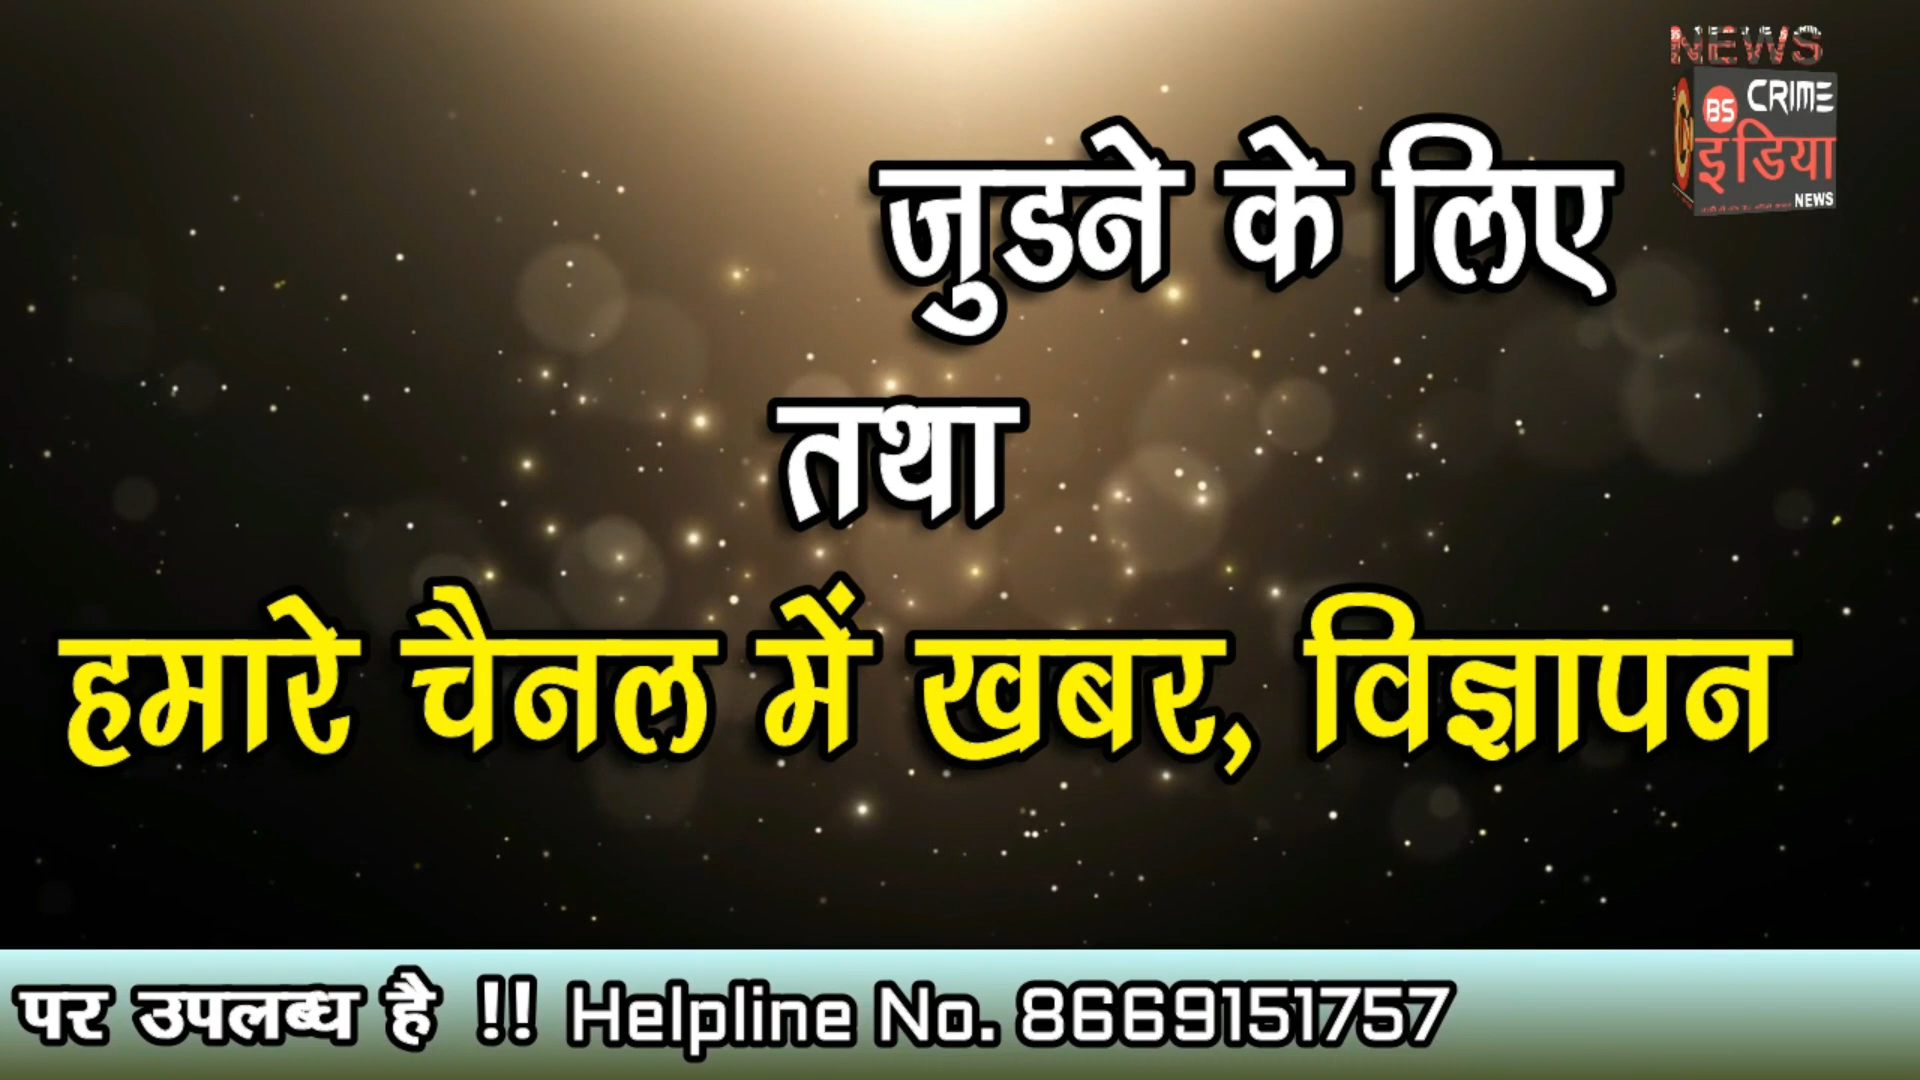 NEWS
BS CRIME
इंडिया
NEWS
जुडने के लिए
तथा
हमारे चैनल में खबर, विज्ञापन
पर उपलब्ध है !! Helpline No. 8669151757